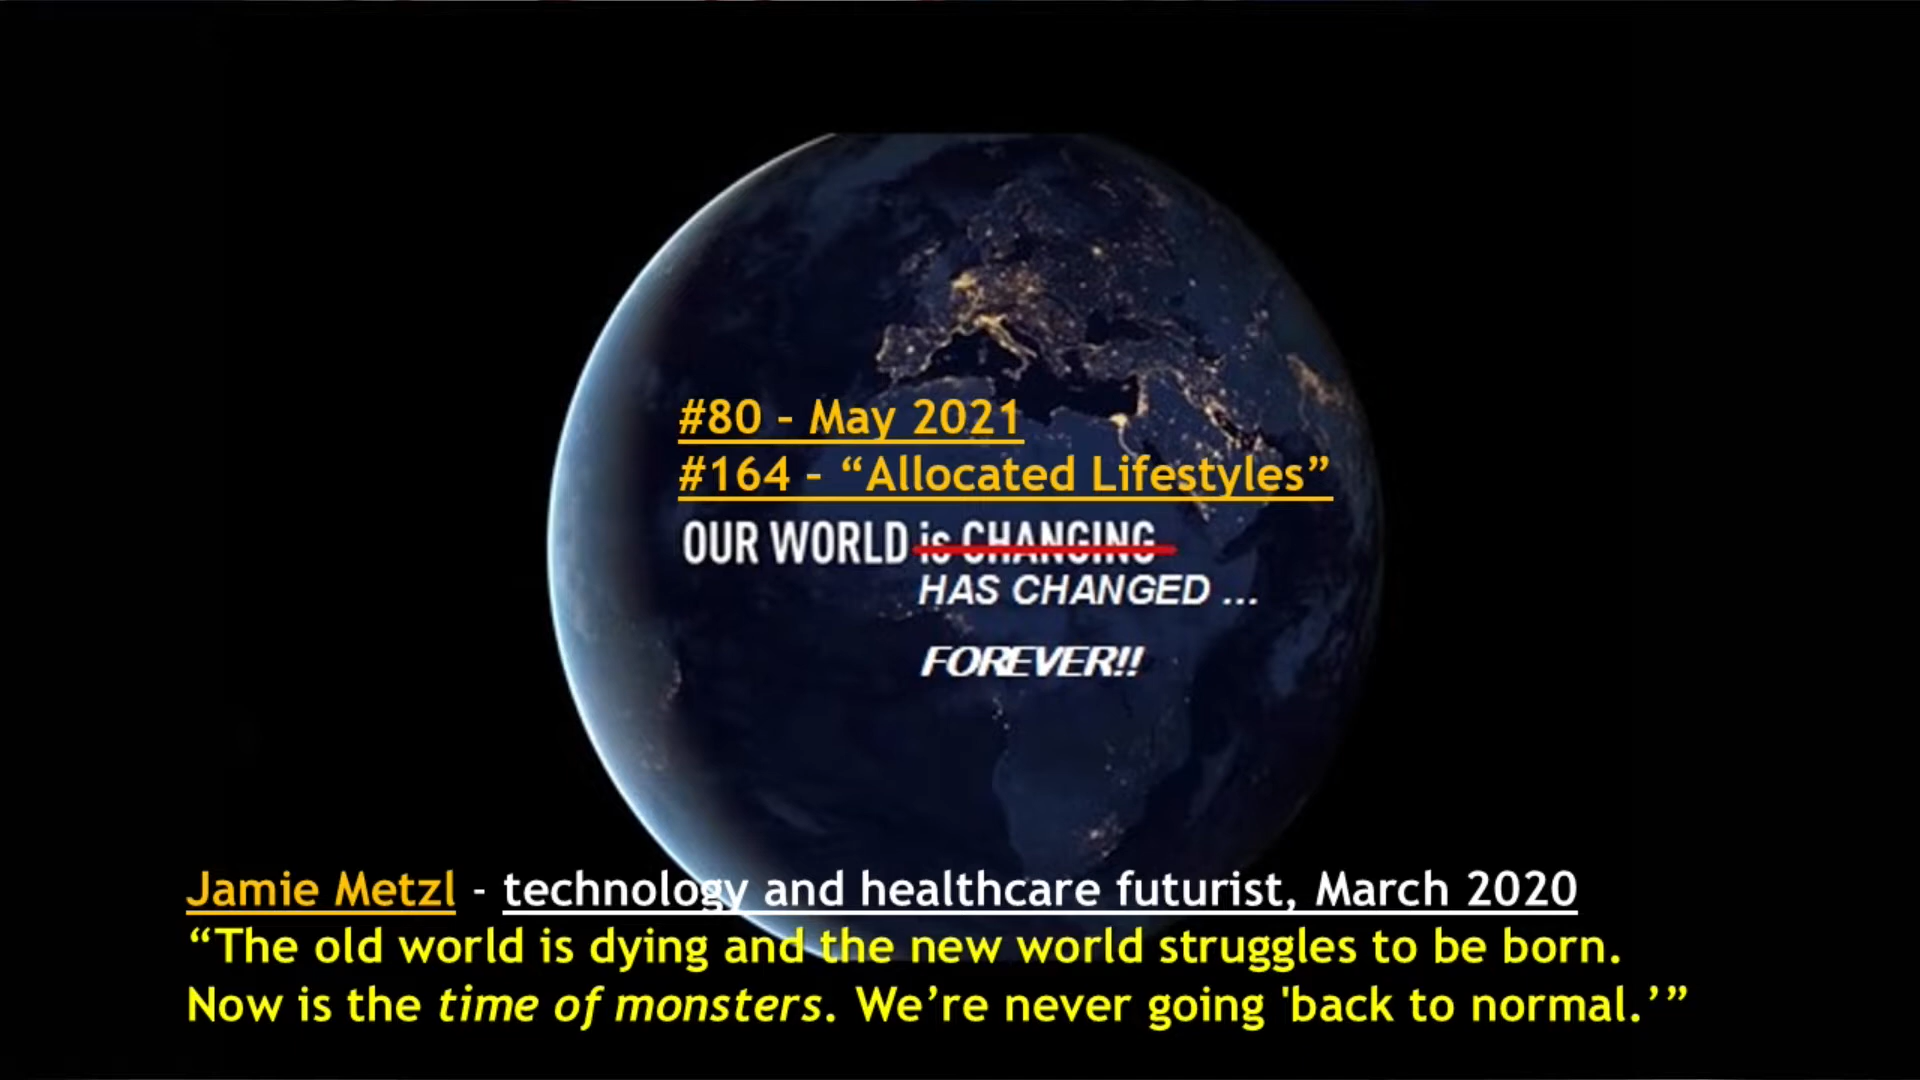 #80 - May 2021
#164 - “Allocated Lifestyles”
OUR WORLD is CHANGING
HAS CHANGED ...
FOREVER!!
Jamie Metzl - technology and healthcare futurist, March 2020
“The old world is dying and the new world struggles to be born.
Now is the time of monsters. We’re never going 'back to normal.’”